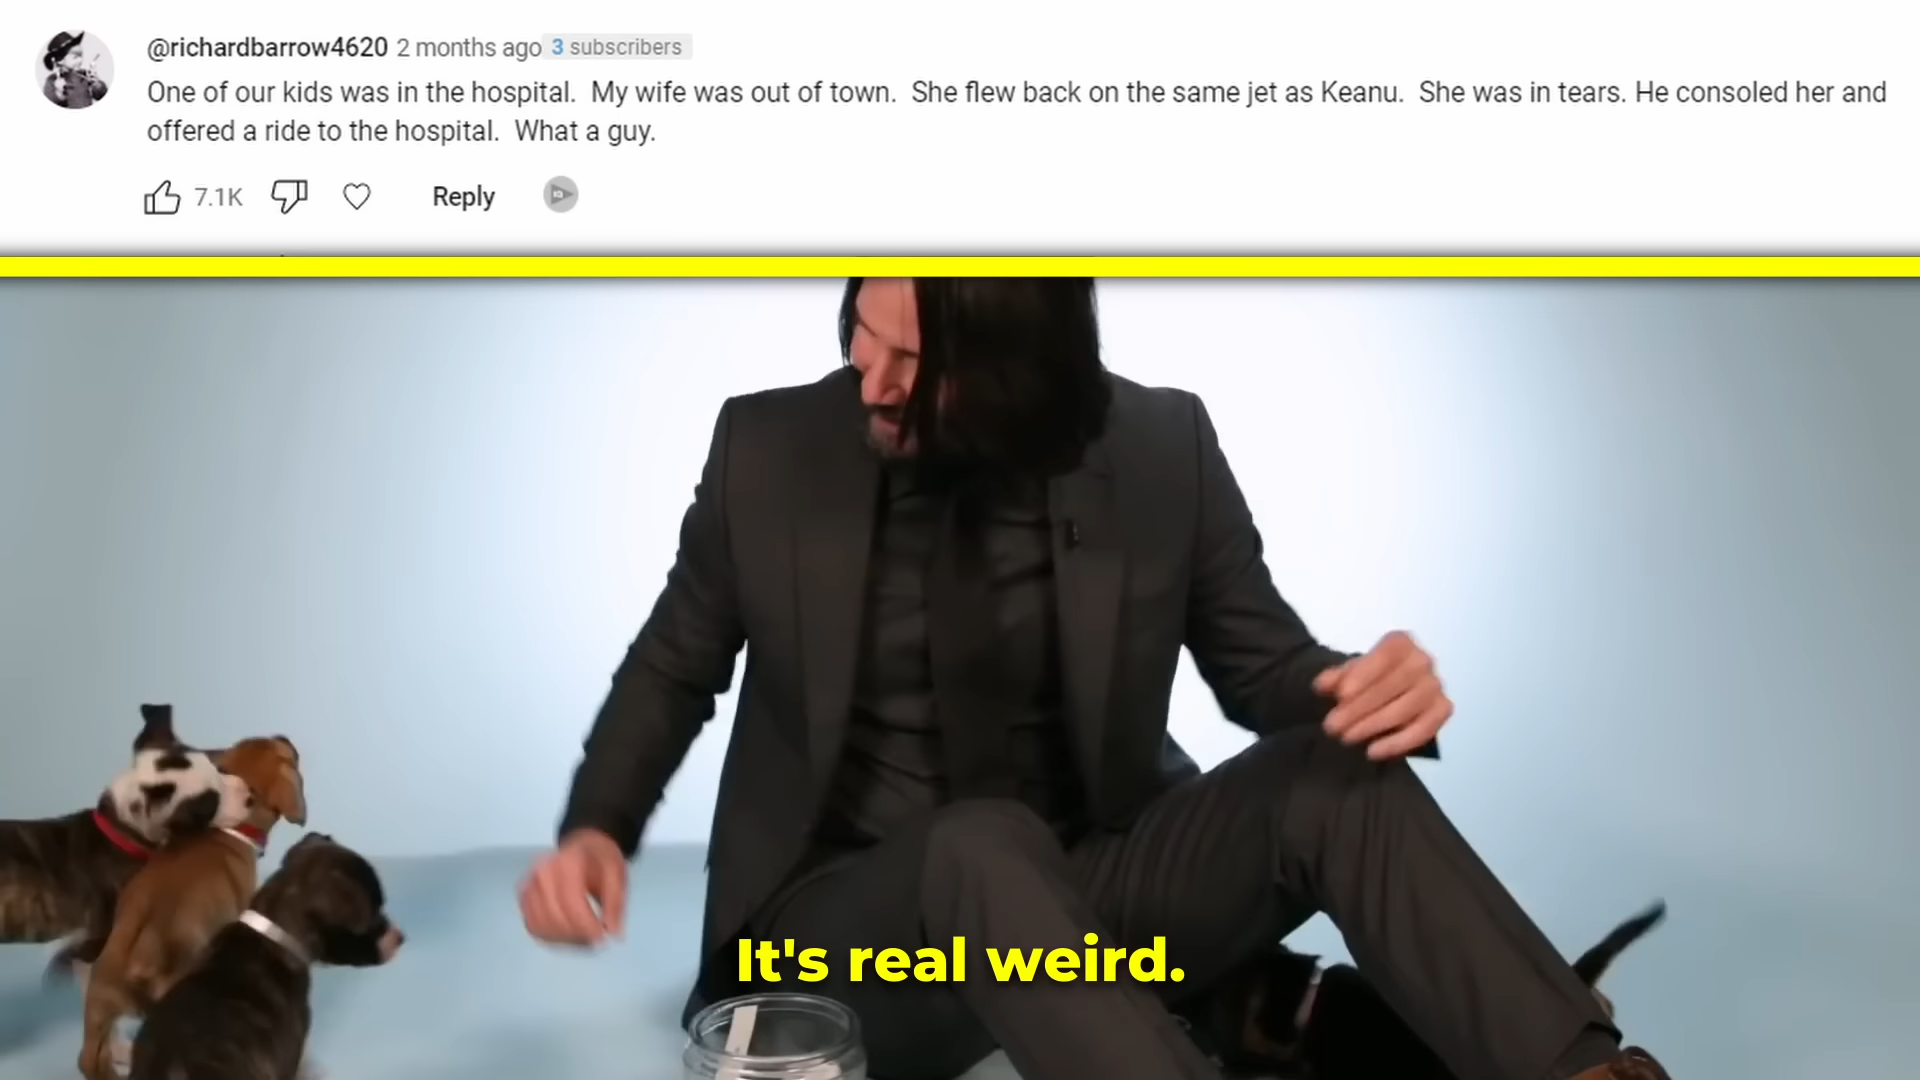 @richardbarrow4620 2 months ago 3 subscribers
One of our kids was in the hospital.  My wife was out of town.  She flew back on the same jet as Keanu.  She was in tears. He consoled her and
offered a ride to the hospital.  What a guy.
7.1K Reply
It's real weird.